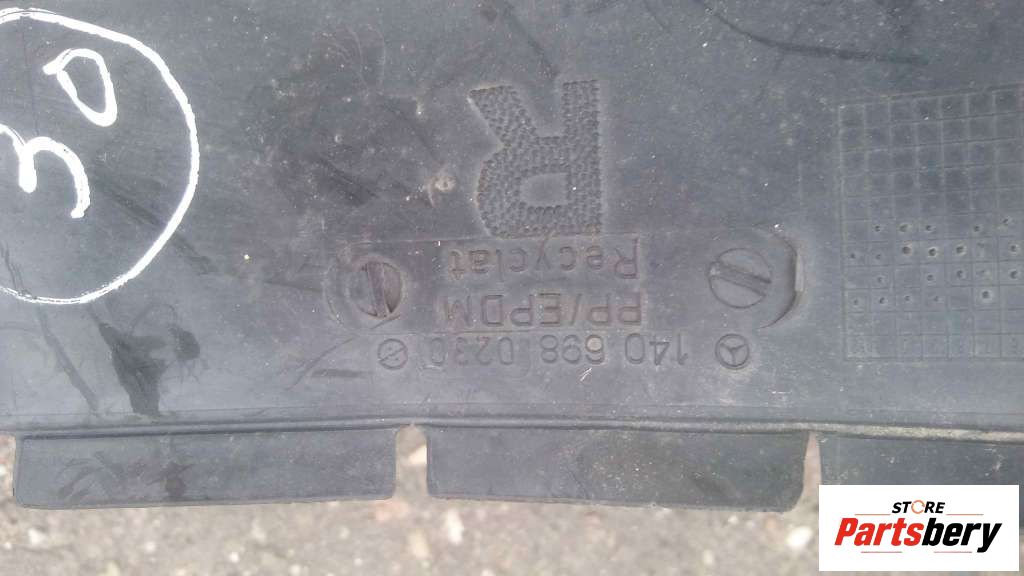 30
R
Recyclat
PP/EPDM
140 698 0230
STORE
Partsbery